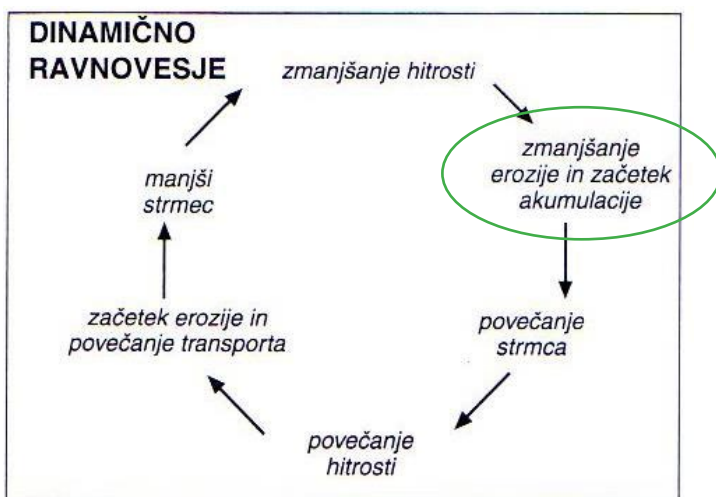 DINAMIČNO
RAVNOVESJE
zmanjšanje hitrosti
zmanjšanje
erozije in začetek
akumulacije
povečanje
strmca
povečanje
hitrosti
začetek erozije in
povečanje transporta
manjši
strmec